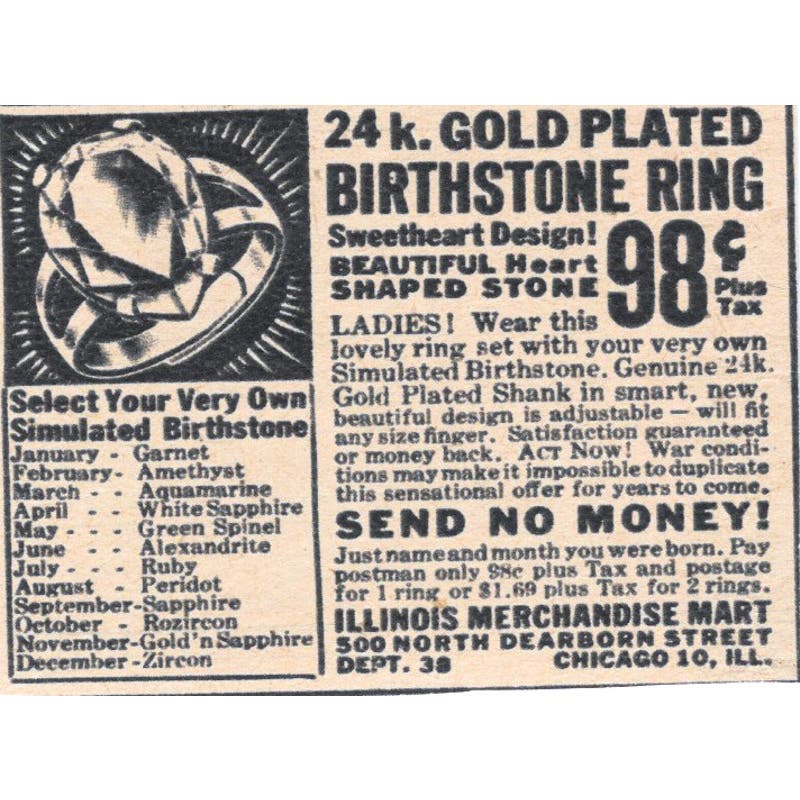 24 k. GOLD PLATED
BIRTHSTONE RING
Sweetheart Design!
BEAUTIFUL Heart
SHAPED STONE
98¢
Plus
Tax
LADIES! Wear this
lovely ring set with your very own
Simulated Birthstone. Genuine 24k.
Gold Plated Shank in smart, new,
beautiful design is adjustable — will fit
any size finger. Satisfaction guaranteed
or money back. ACT NOW! War condi-
tions may make it impossible to duplicate
this sensational offer for years to come.
SEND NO MONEY!
Just name and month you were born. Pay
postman only 98c plus Tax and postage
for 1 ring or $1.69 plus Tax for 2 rings.
ILLINOIS MERCHANDISE MART
500 NORTH DEARBORN STREET
DEPT. 38 CHICAGO 10, ILL.
Select Your Very Own
Simulated Birthstone
January - Garnet
February- Amethyst
March - - Aquamarine
April - - White Sapphire
May - - - Green Spinel
June - - - Alexandrite
July - - - Ruby
August - Peridot
September-Sapphire
October - Rozircon
November-Gold'n Sapphire
December-Zircon